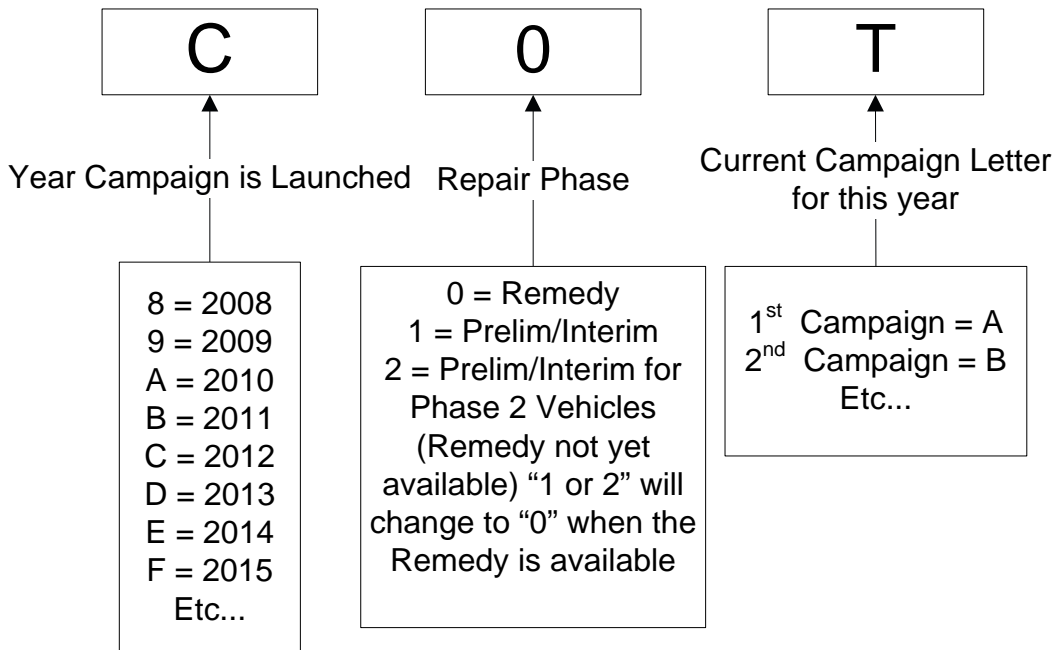 C
0
T
Year Campaign is Launched
Repair Phase
Current Campaign Letter
for this year
8 = 2008
9 = 2009
A = 2010
B = 2011
C = 2012
D = 2013
E = 2014
F = 2015
Etc...
0 = Remedy
1 = Prelim/Interim
2 = Prelim/Interim for
Phase 2 Vehicles
(Remedy not yet
available) “1 or 2” will
change to “0” when the
Remedy is available
1st Campaign = A
2nd Campaign = B
Etc...